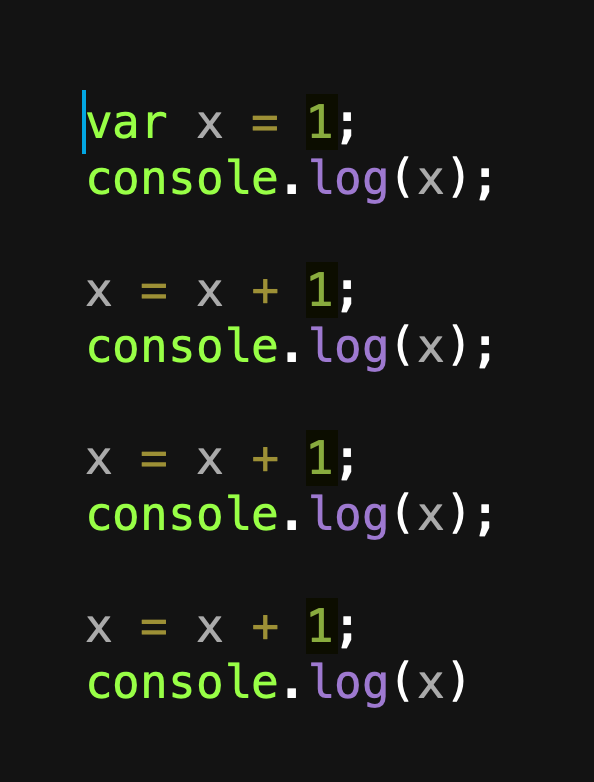 var x = 1;
console.log(x);
x = x + 1;
console.log(x);
x = x + 1;
console.log(x);
x = x + 1;
console.log(x)